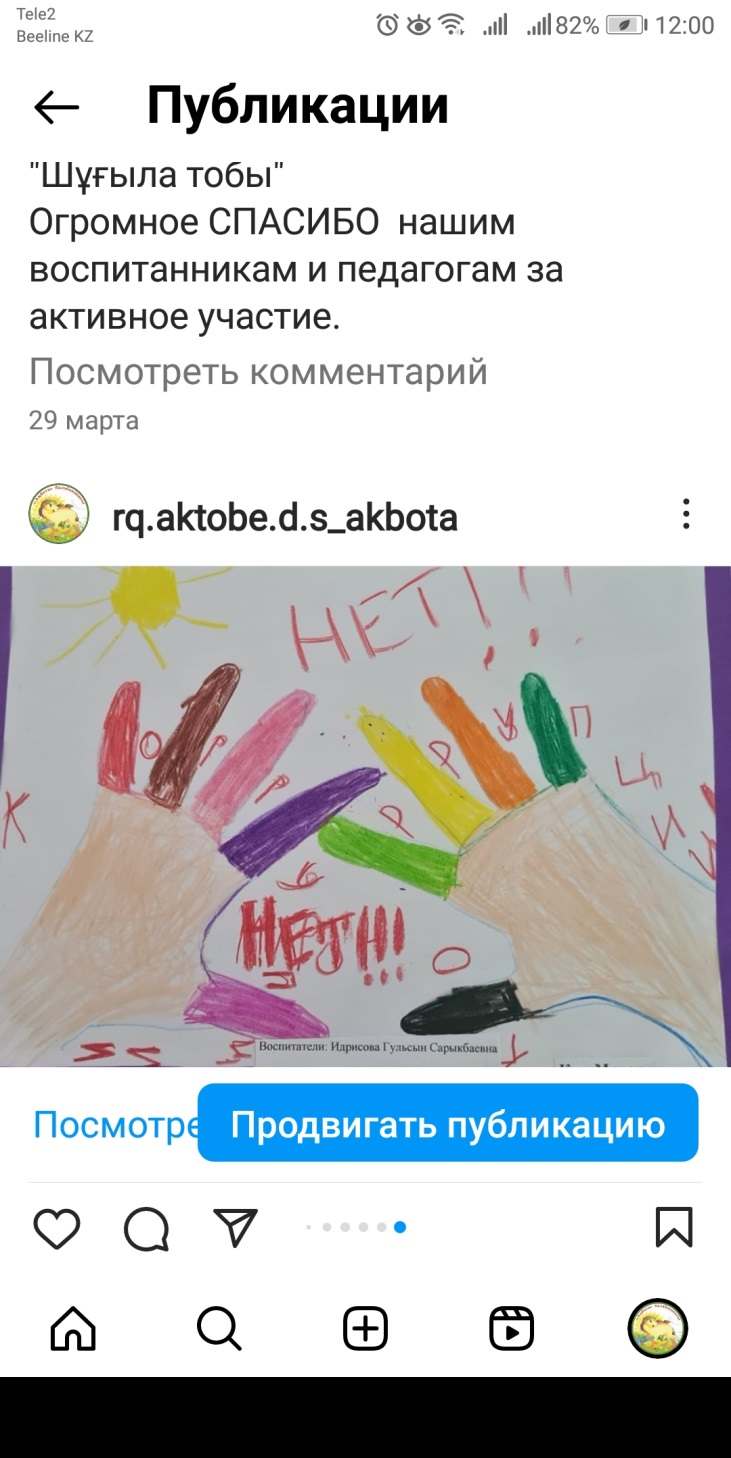 Tele2
Beeline KZ
82%
12:00
Публикации
"Шұғыла тобы"
Огромное СПАСИБО нашим
воспитанникам и педагогам за
активное участие.
Посмотреть комментарий
29 марта
rq.aktobe.d.s_akbota
НЕТ!!!
К О Р Р У П Ц И И
Р Р
НЕТ!!! О
Воспитатели: Идрисова Гульсын Сарыкбаевна
Посмотре
Продвигать публикацию